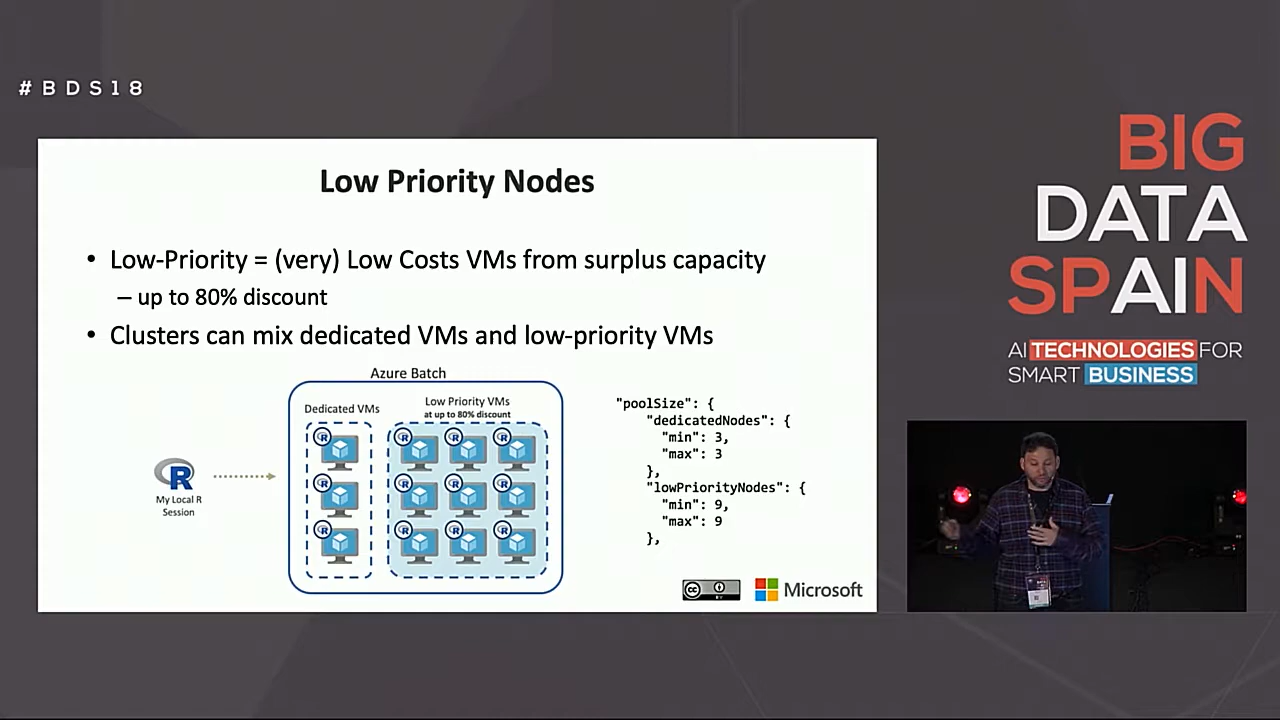 #BDS18
BIG
DATA
SPAIN
AI TECHNOLOGIES FOR
SMART BUSINESS
Low Priority Nodes
• Low-Priority = (very) Low Costs VMs from surplus capacity
– up to 80% discount
• Clusters can mix dedicated VMs and low-priority VMs
Azure Batch
Dedicated VMs
Low Priority VMs
at up to 80% discount
R
My Local R
Session
R R R R
R R R R
R R R R
"poolSize": {
"dedicatedNodes": {
"min": 3,
"max": 3
},
"lowPriorityNodes": {
"min": 9,
"max": 9
},
cc
BY
Microsoft